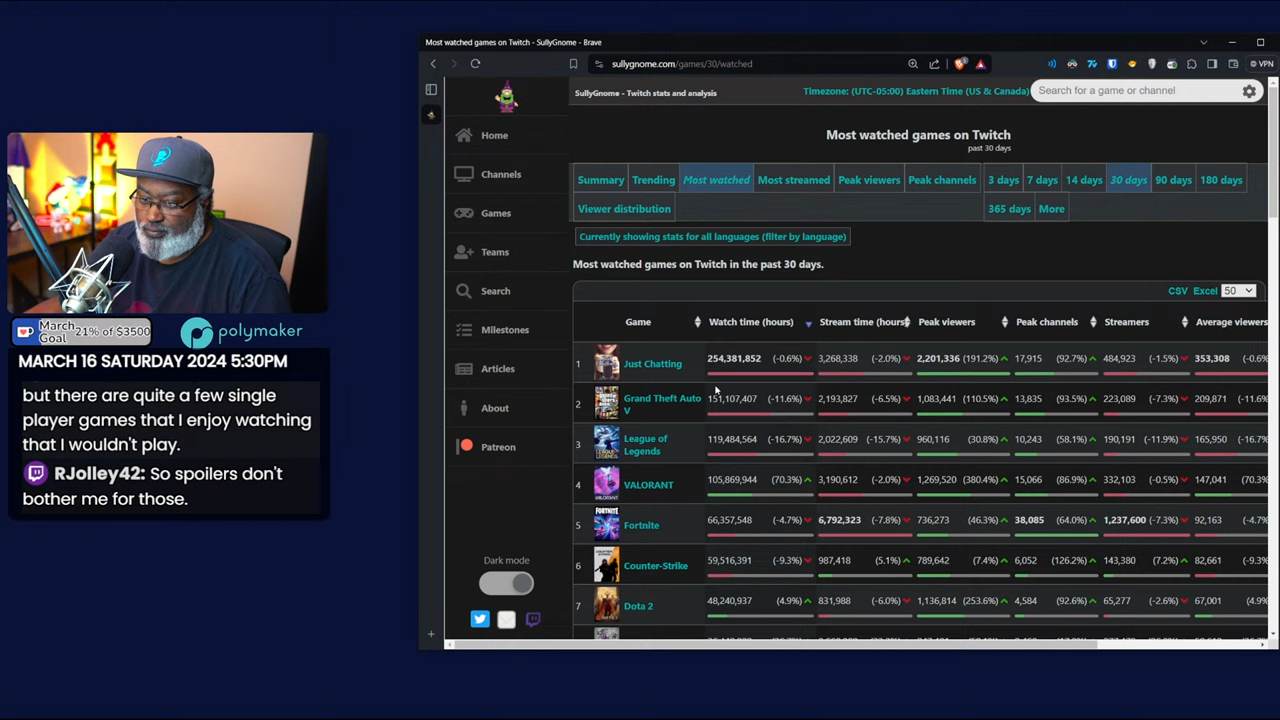 Most watched games on Twitch - SullyGnome - Brave
sullygnome.com/games/30/watched
VPN
SullyGnome - Twitch stats and analysis
Timezone: (UTC-05:00) Eastern Time (US & Canada)
Search for a game or channel
Home
Channels
Games
Teams
Search
Milestones
Articles
About
Patreon
Dark mode
Most watched games on Twitch
past 30 days
Summary Trending Most watched Most streamed Peak viewers Peak channels 3 days 7 days 14 days 30 days 90 days 180 days
Viewer distribution 365 days More
Currently showing stats for all languages (filter by language)
Most watched games on Twitch in the past 30 days.
CSV Excel 50
Game Watch time (hours) Stream time (hours) Peak viewers Peak channels Streamers Average viewers
1 Just Chatting 254,381,852 (-0.6%) 3,268,338 (-2.0%) 2,201,336 (191.2%) 17,915 (92.7%) 484,923 (-1.5%) 353,308 (-0.6%
2 Grand Theft Auto V 151,107,407 (-11.6%) 2,193,827 (-6.5%) 1,083,441 (110.5%) 13,835 (93.5%) 223,089 (-7.3%) 209,871 (-11.6%
3 League of Legends 119,484,564 (-16.7%) 2,022,609 (-15.7%) 960,116 (30.8%) 10,243 (58.1%) 190,191 (-11.9%) 165,950 (-16.7%
4 VALORANT 105,869,944 (70.3%) 3,190,612 (-2.0%) 1,269,520 (380.4%) 15,066 (86.9%) 332,103 (-0.5%) 147,041 (70.3%
5 Fortnite 66,357,548 (-4.7%) 6,792,323 (-7.8%) 736,273 (46.3%) 38,085 (64.0%) 1,237,600 (-7.3%) 92,163 (-4.7%
6 Counter-Strike 59,516,391 (-9.3%) 987,418 (5.1%) 789,642 (7.4%) 6,052 (126.2%) 143,380 (7.2%) 82,661 (-9.3%
7 Dota 2 48,240,937 (4.9%) 831,988 (-6.0%) 1,136,814 (253.6%) 4,584 (92.6%) 65,277 (-2.6%) 67,001 (4.9%
March Goal 21% of $3500
polymaker
MARCH 16 SATURDAY 2024 5:30PM
but there are quite a few single
player games that I enjoy watching
that I wouldn't play.
RJolley42: So spoilers don't
bother me for those.